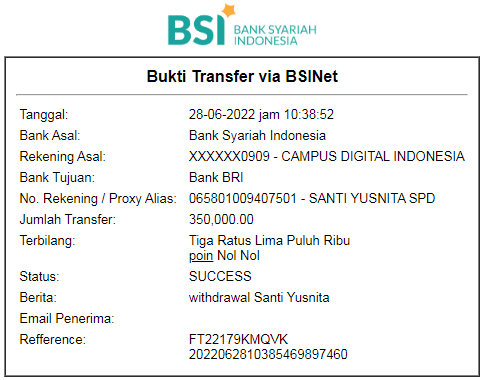 BSI BANK SYARIAH
INDONESIA
Bukti Transfer via BSINet
Tanggal: 28-06-2022 jam 10:38:52
Bank Asal: Bank Syariah Indonesia
Rekening Asal: XXXXXX0909 - CAMPUS DIGITAL INDONESIA
Bank Tujuan: Bank BRI
No. Rekening / Proxy Alias: 065801009407501 - SANTI YUSNITA SPD
Jumlah Transfer: 350,000.00
Terbilang: Tiga Ratus Lima Puluh Ribu
poin Nol Nol
Status: SUCCESS
Berita: withdrawal Santi Yusnita
Email Penerima:
Refference: FT22179KMQVK
2022062810385469897460